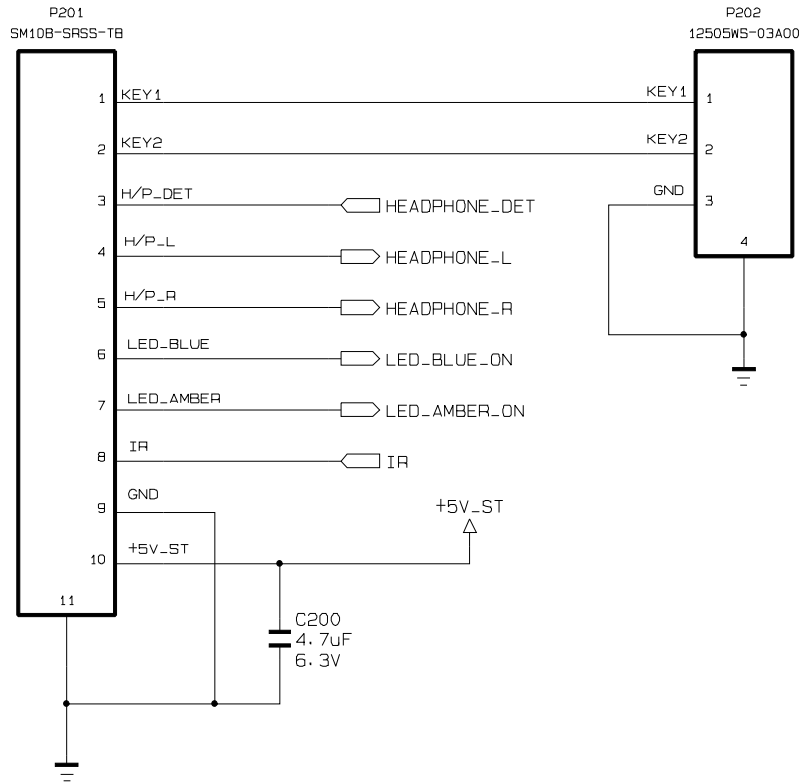 P201
SM10B-SRSS-TB
P202
12505WS-03A00
1 KEY1
KEY1 1
2 KEY2
KEY2 2
3 H/P_DET
HEADPHONE_DET
GND 3
4 H/P_L
HEADPHONE_L
4
5 H/P_R
HEADPHONE_R
6 LED_BLUE
LED_BLUE_ON
7 LED_AMBER
LED_AMBER_ON
8 IR
IR
9 GND
+5V_ST
10 +5V_ST
11
C200
4.7uF
6.3V